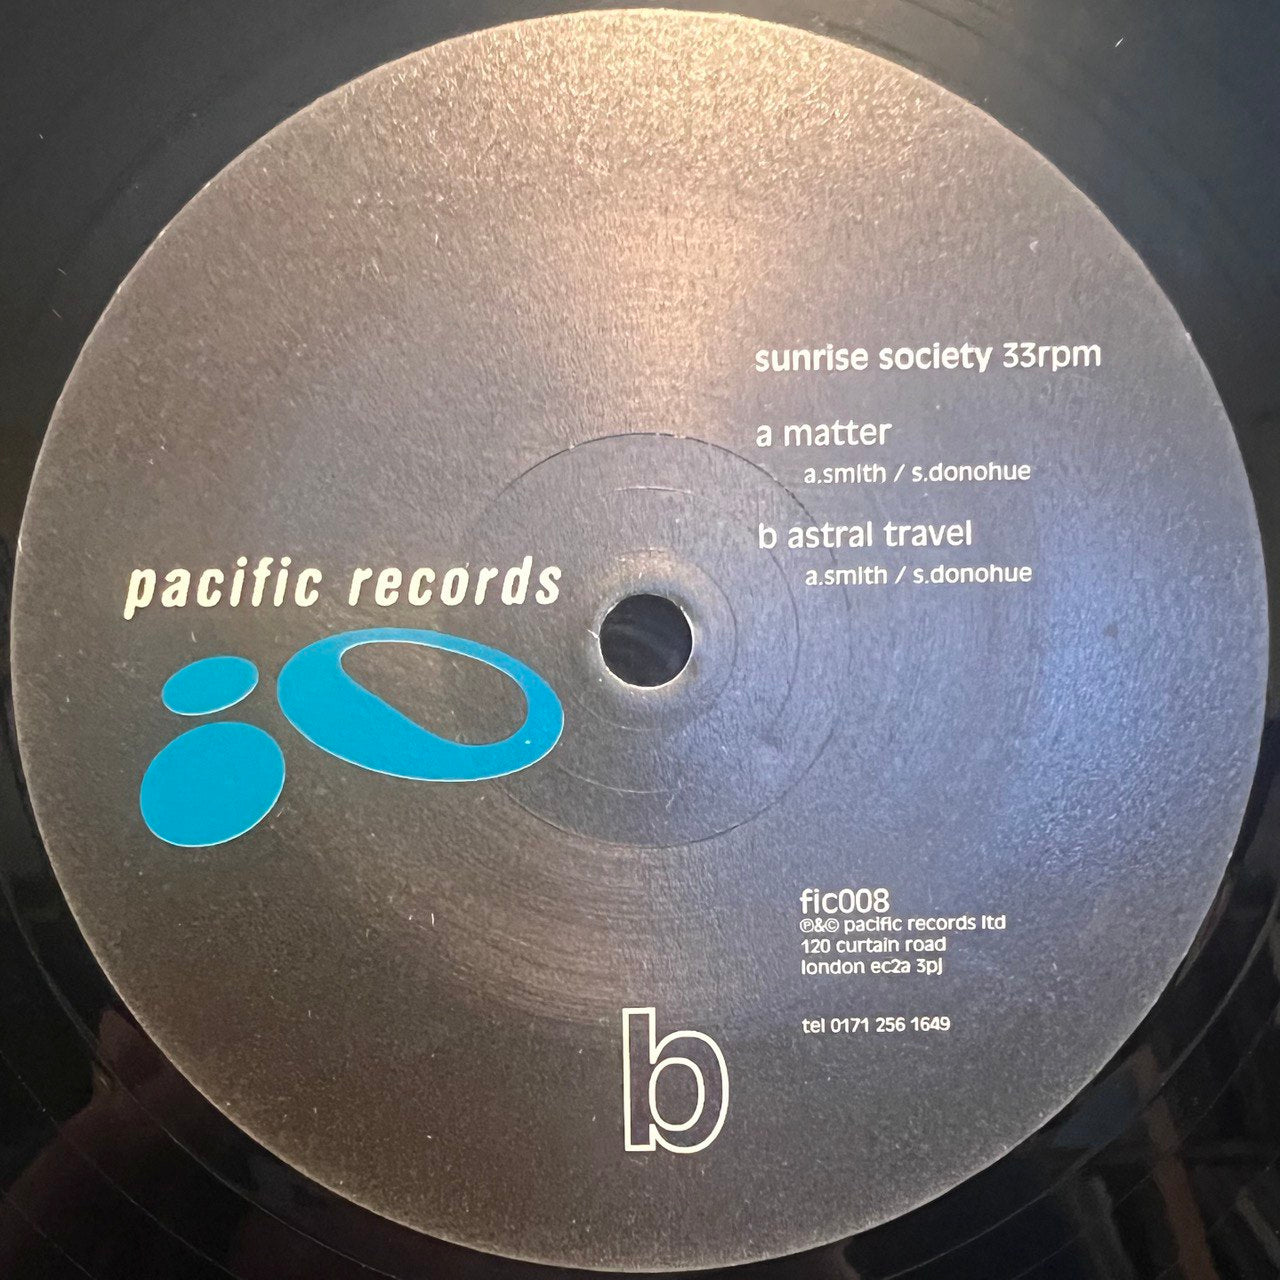 pacific records
sunrise society 33rpm
a matter
a.smith / s.donohue
b astral travel
a.smith / s.donohue
fic008
℗&© pacific records ltd
120 curtain road
london ec2a 3pj
tel 0171 256 1649
b